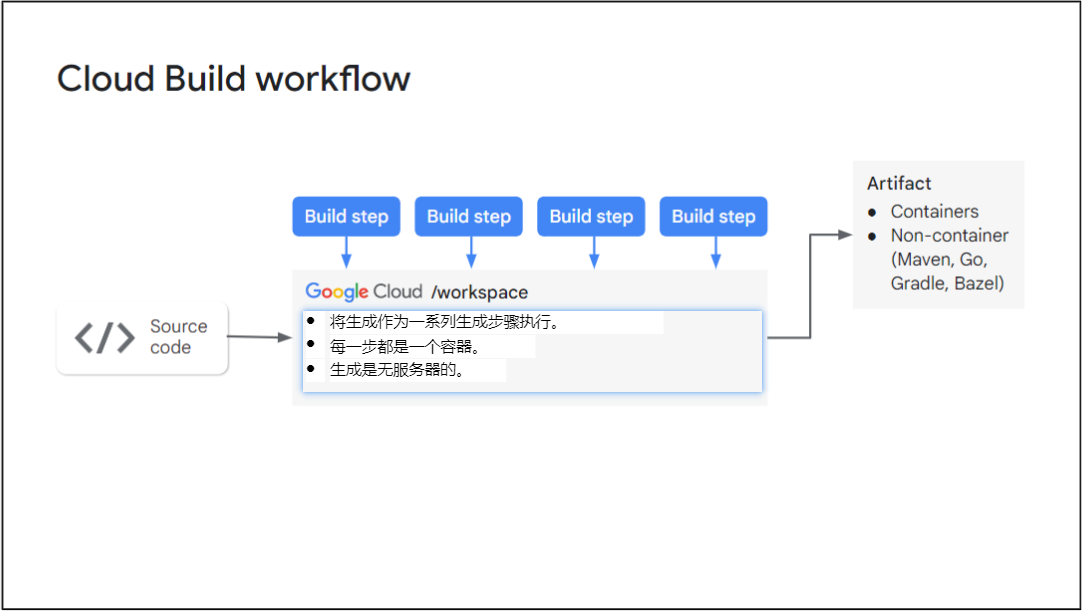 Cloud Build workflow
Build step
Build step
Build step
Build step
Google Cloud /workspace
Source
code
• 将生成作为一系列生成步骤执行。
• 每一步都是一个容器。
• 生成是无服务器的。
Artifact
• Containers
• Non-container
(Maven, Go,
Gradle, Bazel)